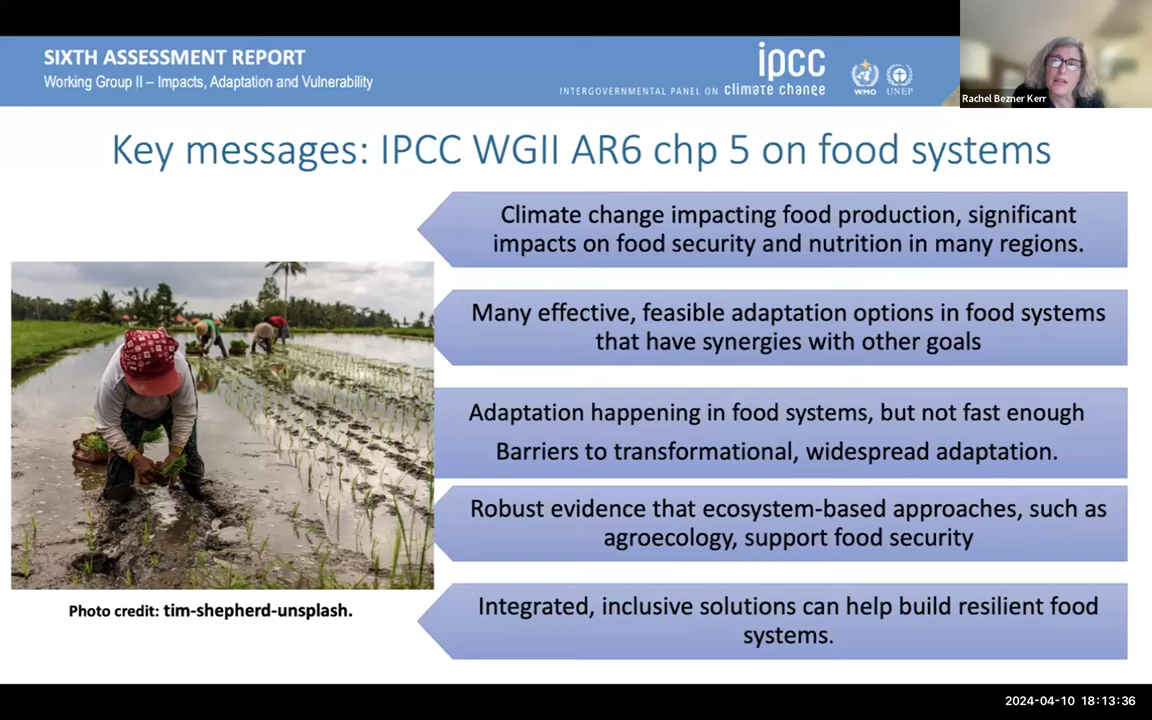 SIXTH ASSESSMENT REPORT
Working Group II – Impacts, Adaptation and Vulnerability
INTERGOVERNMENTAL PANEL ON
ipcc
climate change
WMO
UNEP
Rachel Bezner Kerr
Key messages: IPCC WGII AR6 chp 5 on food systems
Climate change impacting food production, significant
impacts on food security and nutrition in many regions.
Many effective, feasible adaptation options in food systems
that have synergies with other goals
Adaptation happening in food systems, but not fast enough
Barriers to transformational, widespread adaptation.
Robust evidence that ecosystem-based approaches, such as
agroecology, support food security
Integrated, inclusive solutions can help build resilient food
systems.
Photo credit: tim-shepherd-unsplash.
2024-04-10 18:13:36